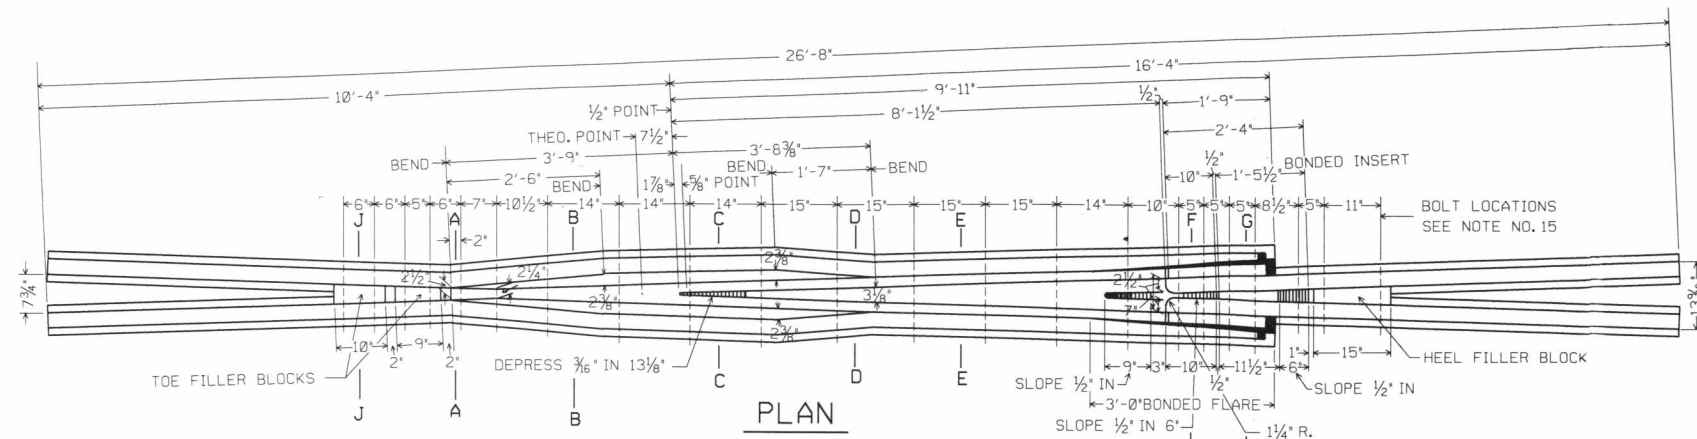 26'-8"
16'-4"
10'-4"
9'-11"
½" POINT
8'-1½"
½"
1'-9"
THEO. POINT
7½"
2'-4"
BEND
3'-9"
3'-8⅜"
BEND
1'-7"
BEND
½"
BONDED INSERT
2'-6"
BEND
1⅞"
⅝" POINT
10"
1'-5½"
6" 6" 5" 6" 7" 10½" 14" 14" 14" 15" 15" 15" 15" 14" 10" 5" 5" 5" 8½" 5" 11"
J A B C D E F G
BOLT LOCATIONS
SEE NOTE NO. 15
2"
2½"
2¼"
2⅜"
2⅜"
3⅛"
2⅜"
2½"
7"
7¾"
10"
2"
9"
2"
TOE FILLER BLOCKS
DEPRESS 3/16" IN 13⅛"
9" 3" 10" 11½" 6"
1" 15"
½"
HEEL FILLER BLOCK
SLOPE ½" IN
SLOPE ½" IN
3'-0" BONDED FLARE
SLOPE ½" IN 6"
1¼" R.
J A B C D E
PLAN